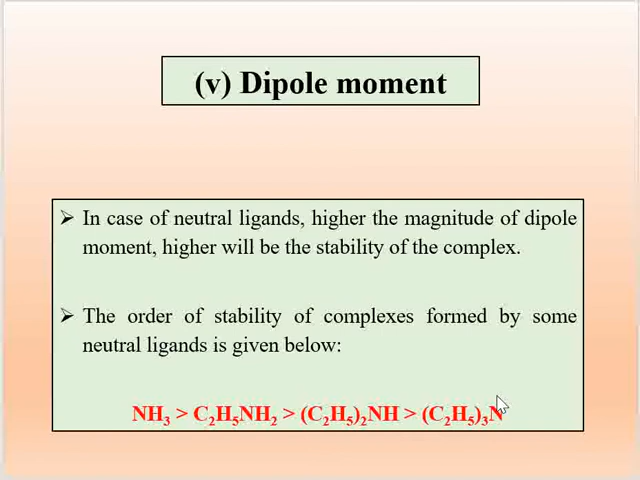 (v) Dipole moment
➢ In case of neutral ligands, higher the magnitude of dipole
moment, higher will be the stability of the complex.
➢ The order of stability of complexes formed by some
neutral ligands is given below:
NH₃ > C₂H₅NH₂ > (C₂H₅)₂NH > (C₂H₅)₃N